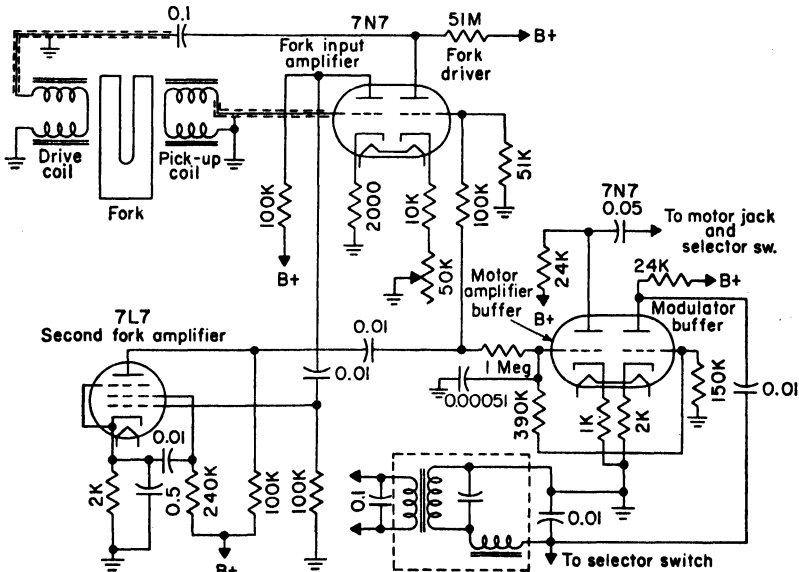 0.1
7N7
51M
B+
Fork input
amplifier
Fork
driver
Drive
coil
Pick-up
coil
Fork
100K
B+
2000
10K
50K
100K
51K
7N7
0.05
To motor jack
and
selector sw.
24K
B+
24K
B+
Motor
amplifier
buffer
Modulator
buffer
7L7
Second fork amplifier
0.01
0.01
1 Meg
0.00051
390K
1K
2K
150K
0.01
0.01
2K
0.5
240K
100K
100K
B+
0.1
0.01
To selector switch